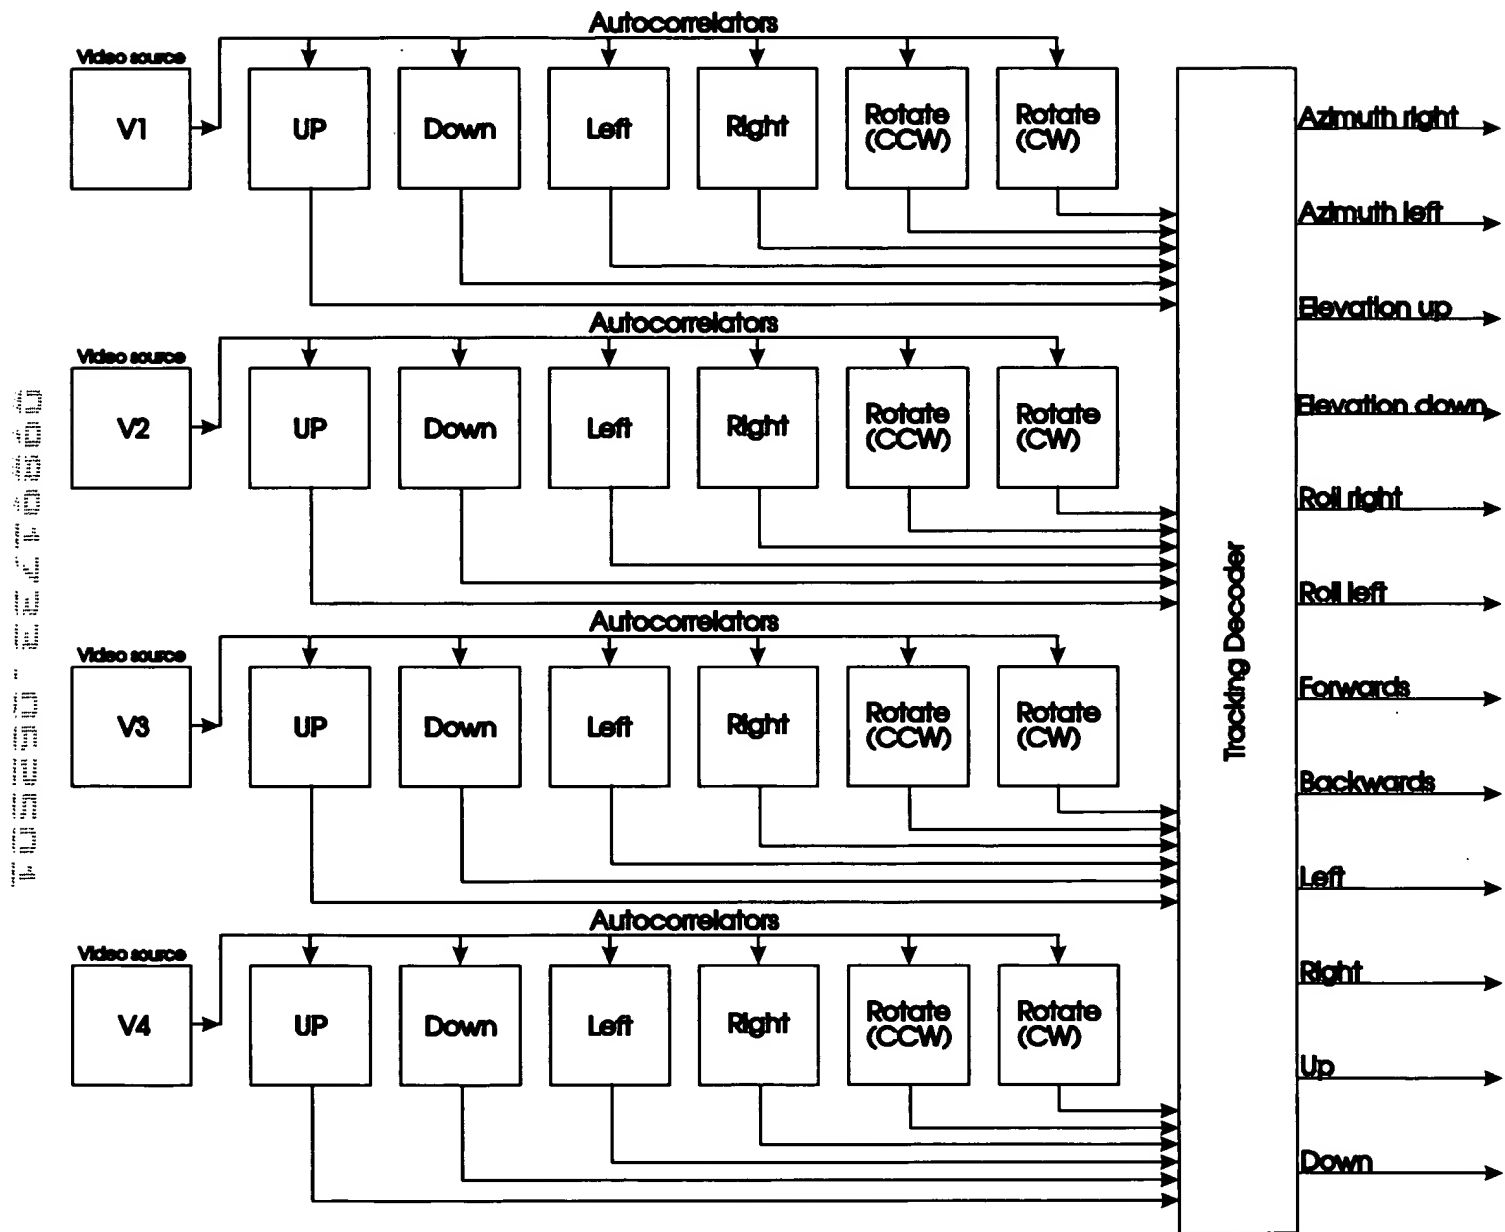 Autocorrelators
Video source
V1
UP
Down
Left
Right
Rotate
(CCW)
Rotate
(CW)
Autocorrelators
Video source
V2
UP
Down
Left
Right
Rotate
(CCW)
Rotate
(CW)
Autocorrelators
Video source
V3
UP
Down
Left
Right
Rotate
(CCW)
Rotate
(CW)
Autocorrelators
Video source
V4
UP
Down
Left
Right
Rotate
(CCW)
Rotate
(CW)
Tracking Decoder
Azimuth right
Azimuth left
Elevation up
Elevation down
Roll right
Roll left
Forwards
Backwards
Left
Right
Up
Down